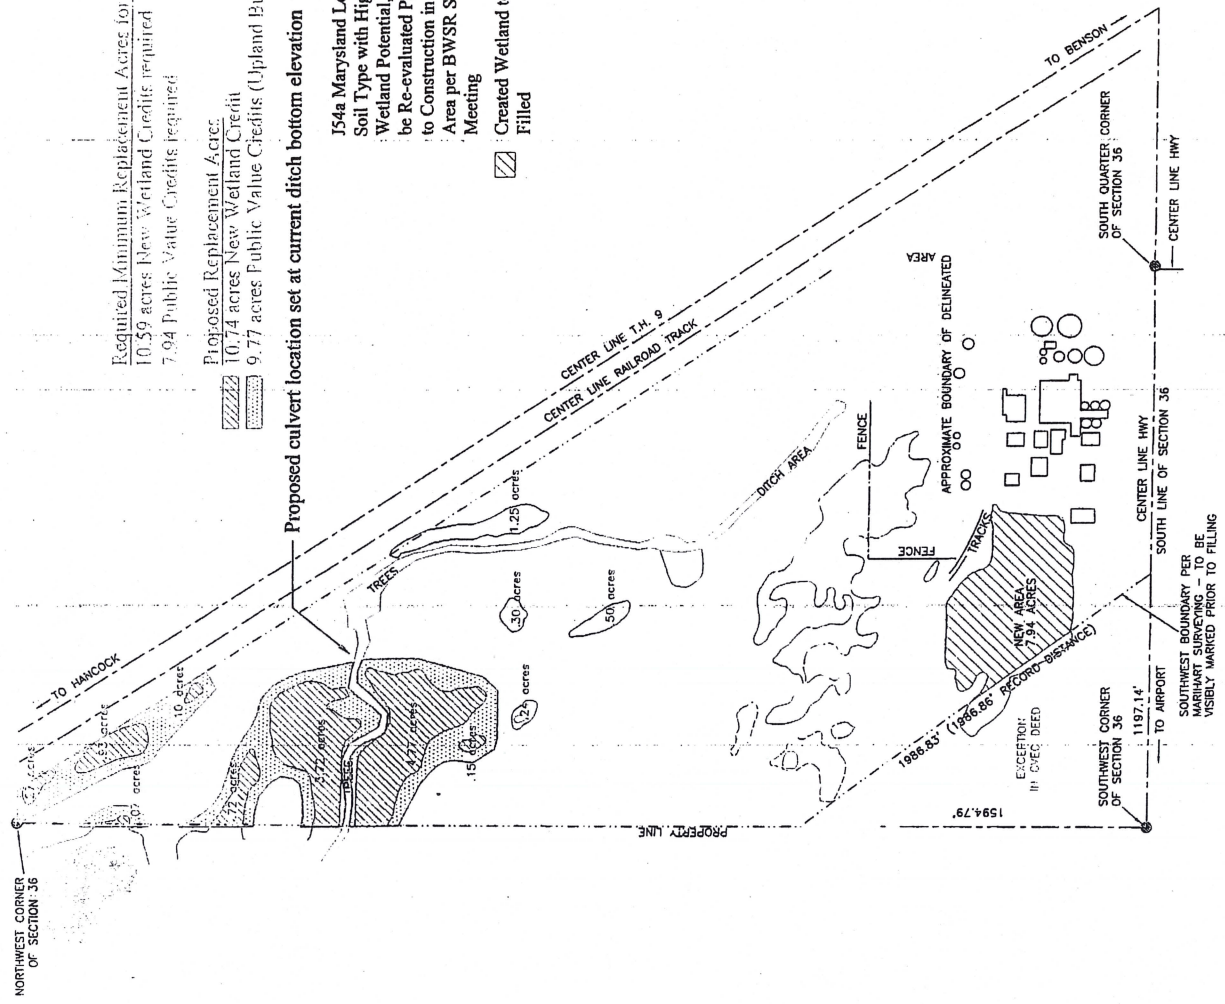 Required Minimum Replacement Acres for
10.59 acres New Wetland Credits required
7.94 Public Value Credits required
Proposed Replacement Acres
10.74 acres New Wetland Credit
9.77 acres Public Value Credits (Upland Bu
Proposed culvert location set at current ditch bottom elevation
J54a Marysland Lo
Soil Type with Hig
Wetland Potential,
be Re-evaluated P
to Construction in
Area per BWSR S
Meeting
Created Wetland t
Filled
NORTHWEST CORNER
OF SECTION 36
TO HANCOCK
TO BENSON
CENTER LINE T.H. 9
CENTER LINE RAILROAD TRACK
TREES
.93 acres
.10 acres
.07 acres
.72 acres
TREES
4.27 acres
.15 acres
.24 acres
.30 acres
.50 acres
1.25 acres
DITCH AREA
PROPERTY LINE
FENCE
FENCE
TRACKS
APPROXIMATE BOUNDARY OF DELINEATED
AREA
NEW AREA
7.94 ACRES
1986.83' (1986.86' RECORD DISTANCE)
EXCEPTION
IN CVEC DEED
1594.79'
SOUTHWEST CORNER
OF SECTION 36
1197.14'
TO AIRPORT
SOUTHWEST BOUNDARY PER
MARIHART SURVEYING - TO BE
VISIBLY MARKED PRIOR TO FILLING
CENTER LINE HWY
SOUTH LINE OF SECTION 36
SOUTH QUARTER CORNER
OF SECTION 36
CENTER LINE HWY